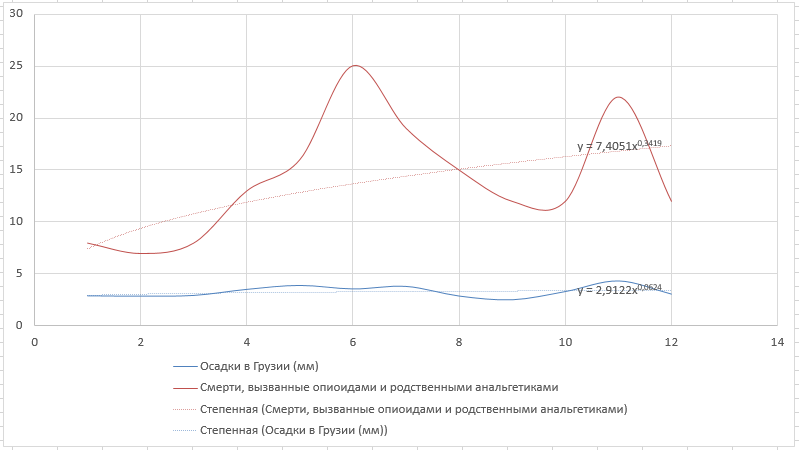 30
25
20
15
10
5
0
y = 7,4051x^0,3419
y = 2,9122x^0,0624
0 2 4 6 8 10 12 14
Осадки в Грузии (мм)
Смерти, вызванные опиоидами и родственными анальгетиками
Степенная (Смерти, вызванные опиоидами и родственными анальгетиками)
Степенная (Осадки в Грузии (мм))